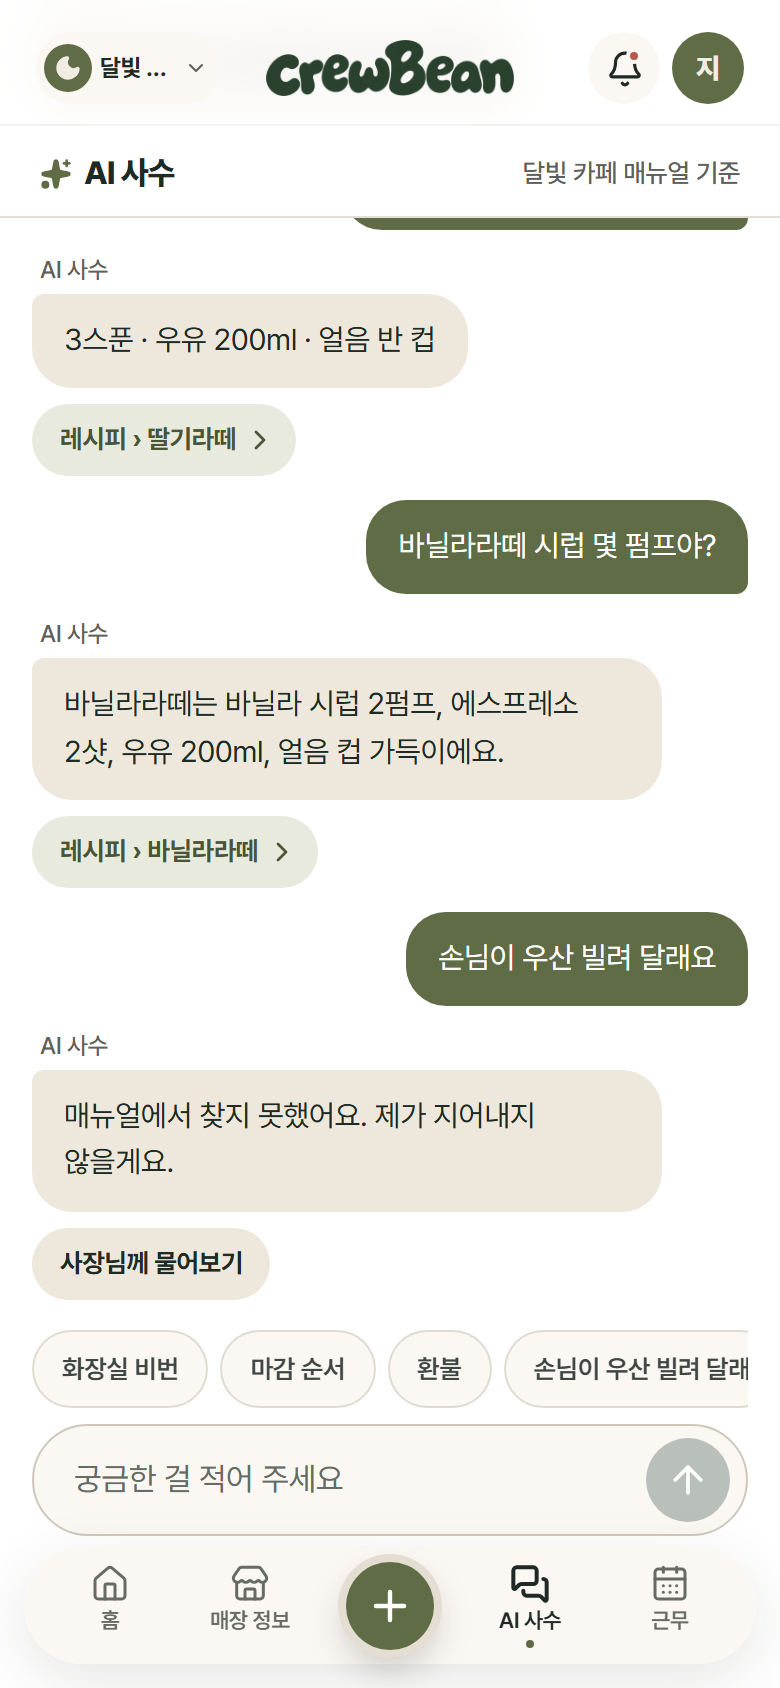 달빛 ...
CrewBean
지
AI 사수
달빛 카페 매뉴얼 기준
AI 사수
3스푼 · 우유 200ml · 얼음 반 컵
레시피 › 딸기라떼
바닐라라떼 시럽 몇 펌프야?
AI 사수
바닐라라떼는 바닐라 시럽 2펌프, 에스프레소
2샷, 우유 200ml, 얼음 컵 가득이에요.
레시피 › 바닐라라떼
손님이 우산 빌려 달래요
AI 사수
매뉴얼에서 찾지 못했어요. 제가 지어내지
않을게요.
사장님께 물어보기
화장실 비번
마감 순서
환불
손님이 우산 빌려 달래
궁금한 걸 적어 주세요
홈
매장 정보
AI 사수
근무